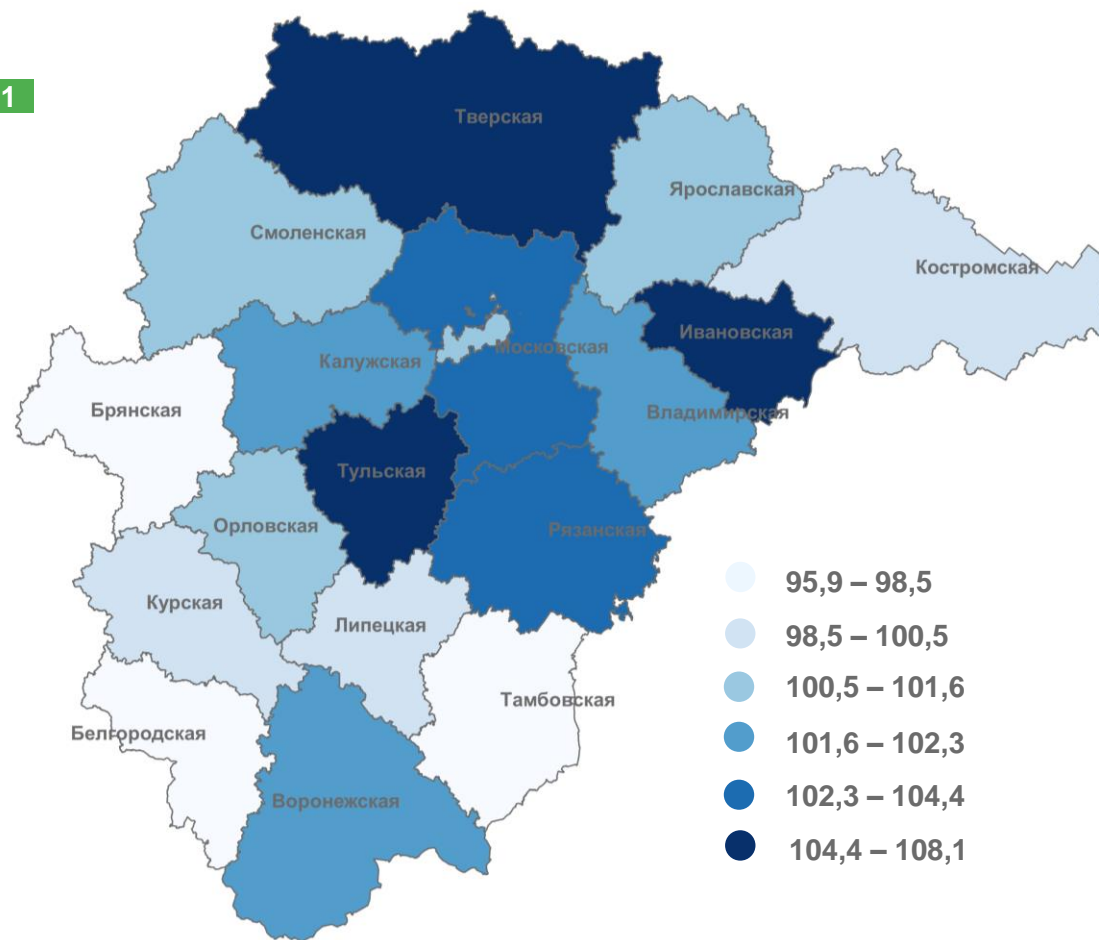 1
Тверская
Ярославская
Смоленская
Костромская
Ивановская
Московская
Калужская
Брянская
Владимирская
Тульская
Орловская
Рязанская
Курская
Липецкая
Тамбовская
Белгородская
Воронежская
95,9 – 98,5
98,5 – 100,5
100,5 – 101,6
101,6 – 102,3
102,3 – 104,4
104,4 – 108,1